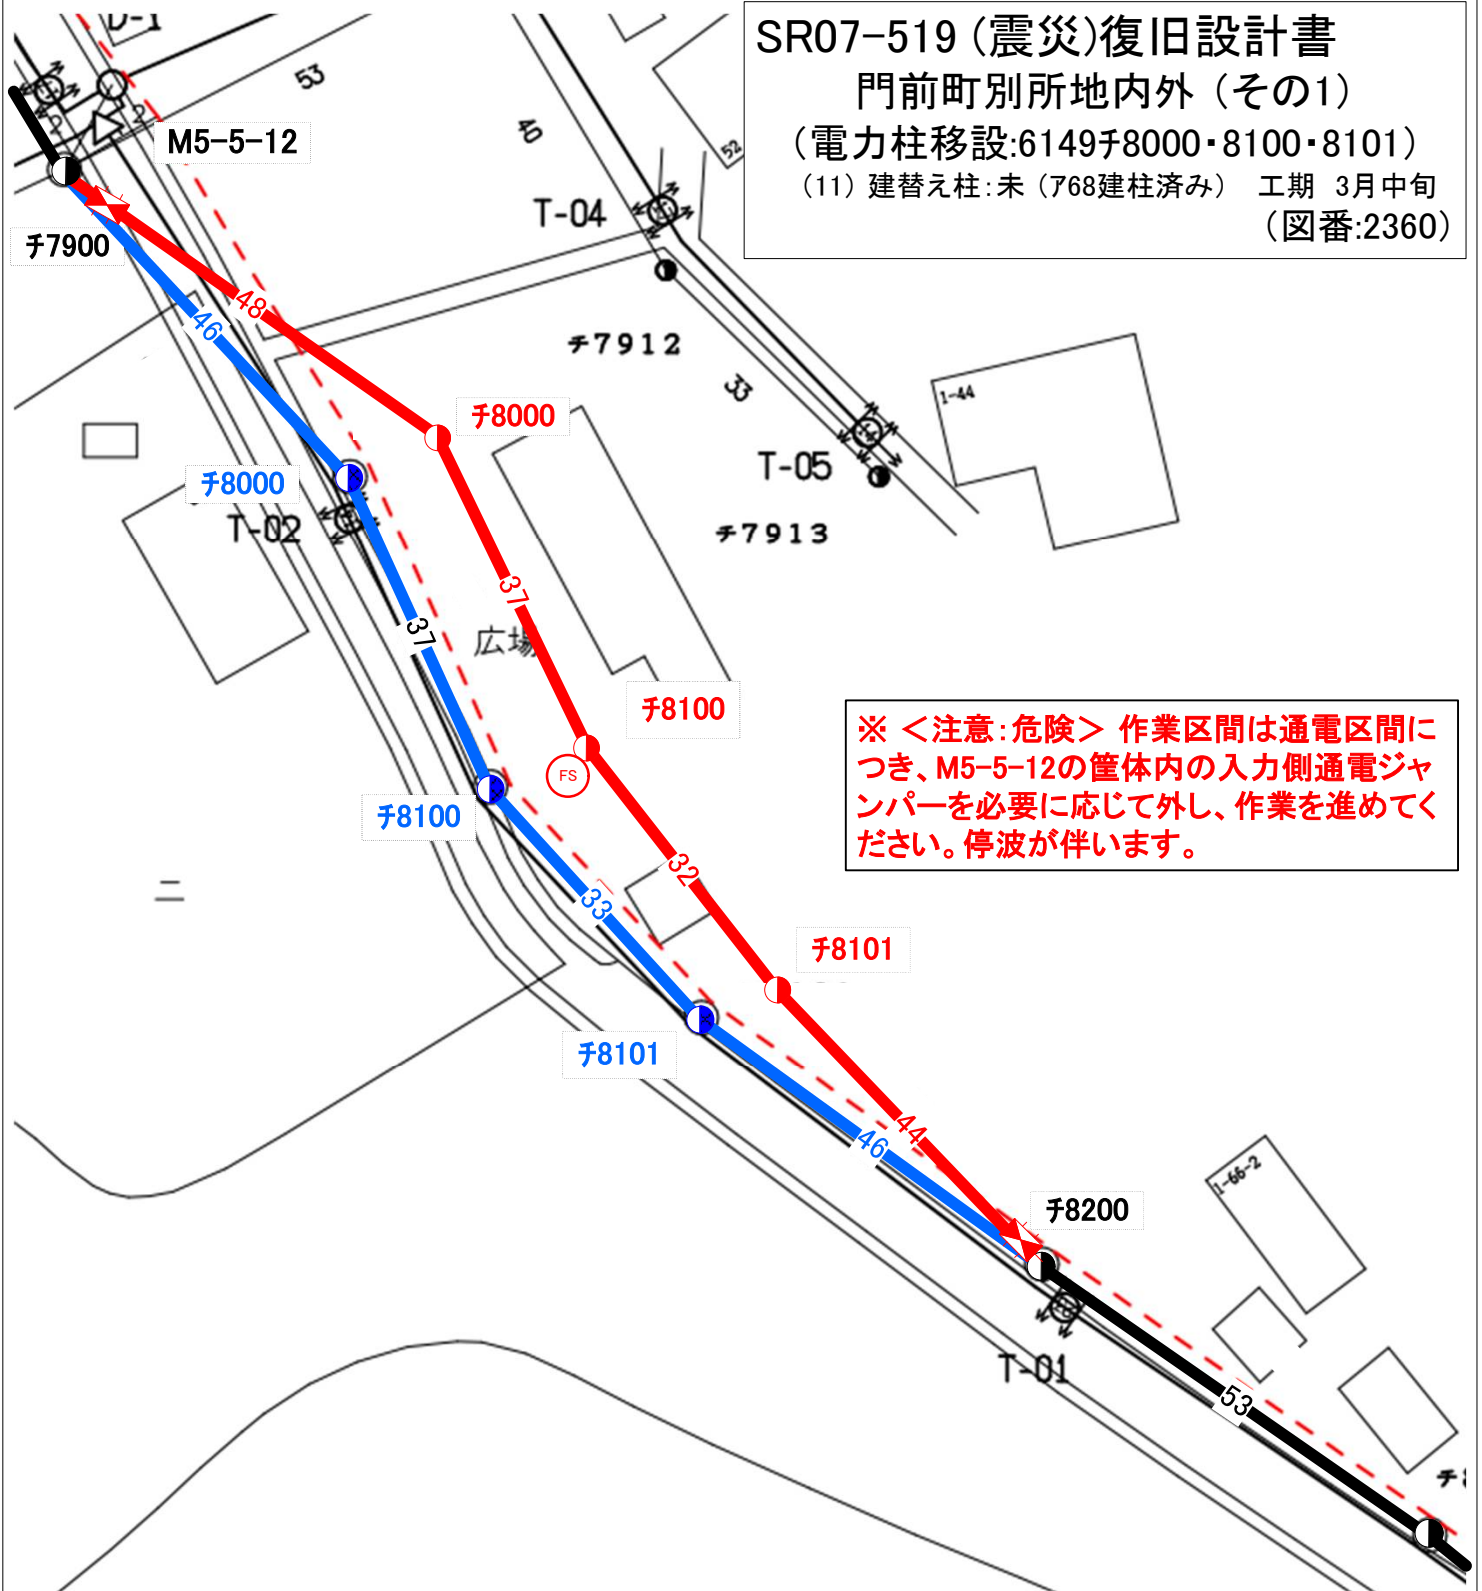 SR07-519 (震災)復旧設計書
門前町別所地内外 (その1)
(電力柱移設:6149チ8000・8100・8101)
(11) 建替え柱：未 (ア68建柱済み) 工期 3月中旬
(図番:2360)
D-1
53
2
2
M5-5-12
チ7900
40
52
T-04
48
46
チ7912
33
1-44
チ8000
チ8000
T-02
T-05
チ7913
37
37
広場
チ8100
FS
チ8100
※ ＜注意：危険＞ 作業区間は通電区間に
つき、M5-5-12の筐体内の入力側通電ジャ
ンパーを必要に応じて外し、作業を進めてく
ださい。停波が伴います。
32
33
二
チ8101
チ8101
44
46
1-66-2
チ8200
T-01
53